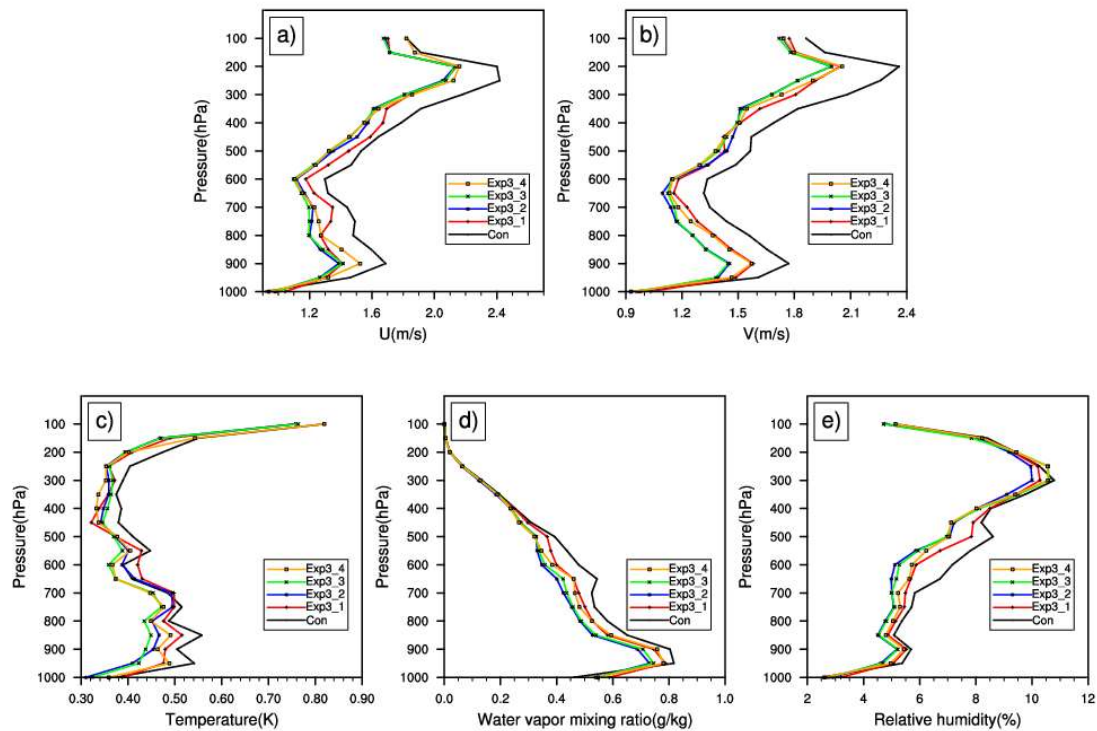 a)
100
200
300
400
500
600
700
800
900
1000
Pressure(hPa)
Exp3_4
Exp3_3
Exp3_2
Exp3_1
Con
1.2 1.6 2.0 2.4
U(m/s)
b)
100
200
300
400
500
600
700
800
900
1000
Pressure(hPa)
Exp3_4
Exp3_3
Exp3_2
Exp3_1
Con
0.9 1.2 1.5 1.8 2.1 2.4
V(m/s)
c)
100
200
300
400
500
600
700
800
900
1000
Pressure(hPa)
Exp3_4
Exp3_3
Exp3_2
Exp3_1
Con
0.30 0.40 0.50 0.60 0.70 0.80 0.90
Temperature(K)
d)
100
200
300
400
500
600
700
800
900
1000
Pressure(hPa)
Exp3_4
Exp3_3
Exp3_2
Exp3_1
Con
0.0 0.2 0.4 0.6 0.8 1.0
Water vapor mixing ratio(g/kg)
e)
100
200
300
400
500
600
700
800
900
1000
Pressure(hPa)
Exp3_4
Exp3_3
Exp3_2
Exp3_1
Con
2 4 6 8 10 12
Relative humidity(%)